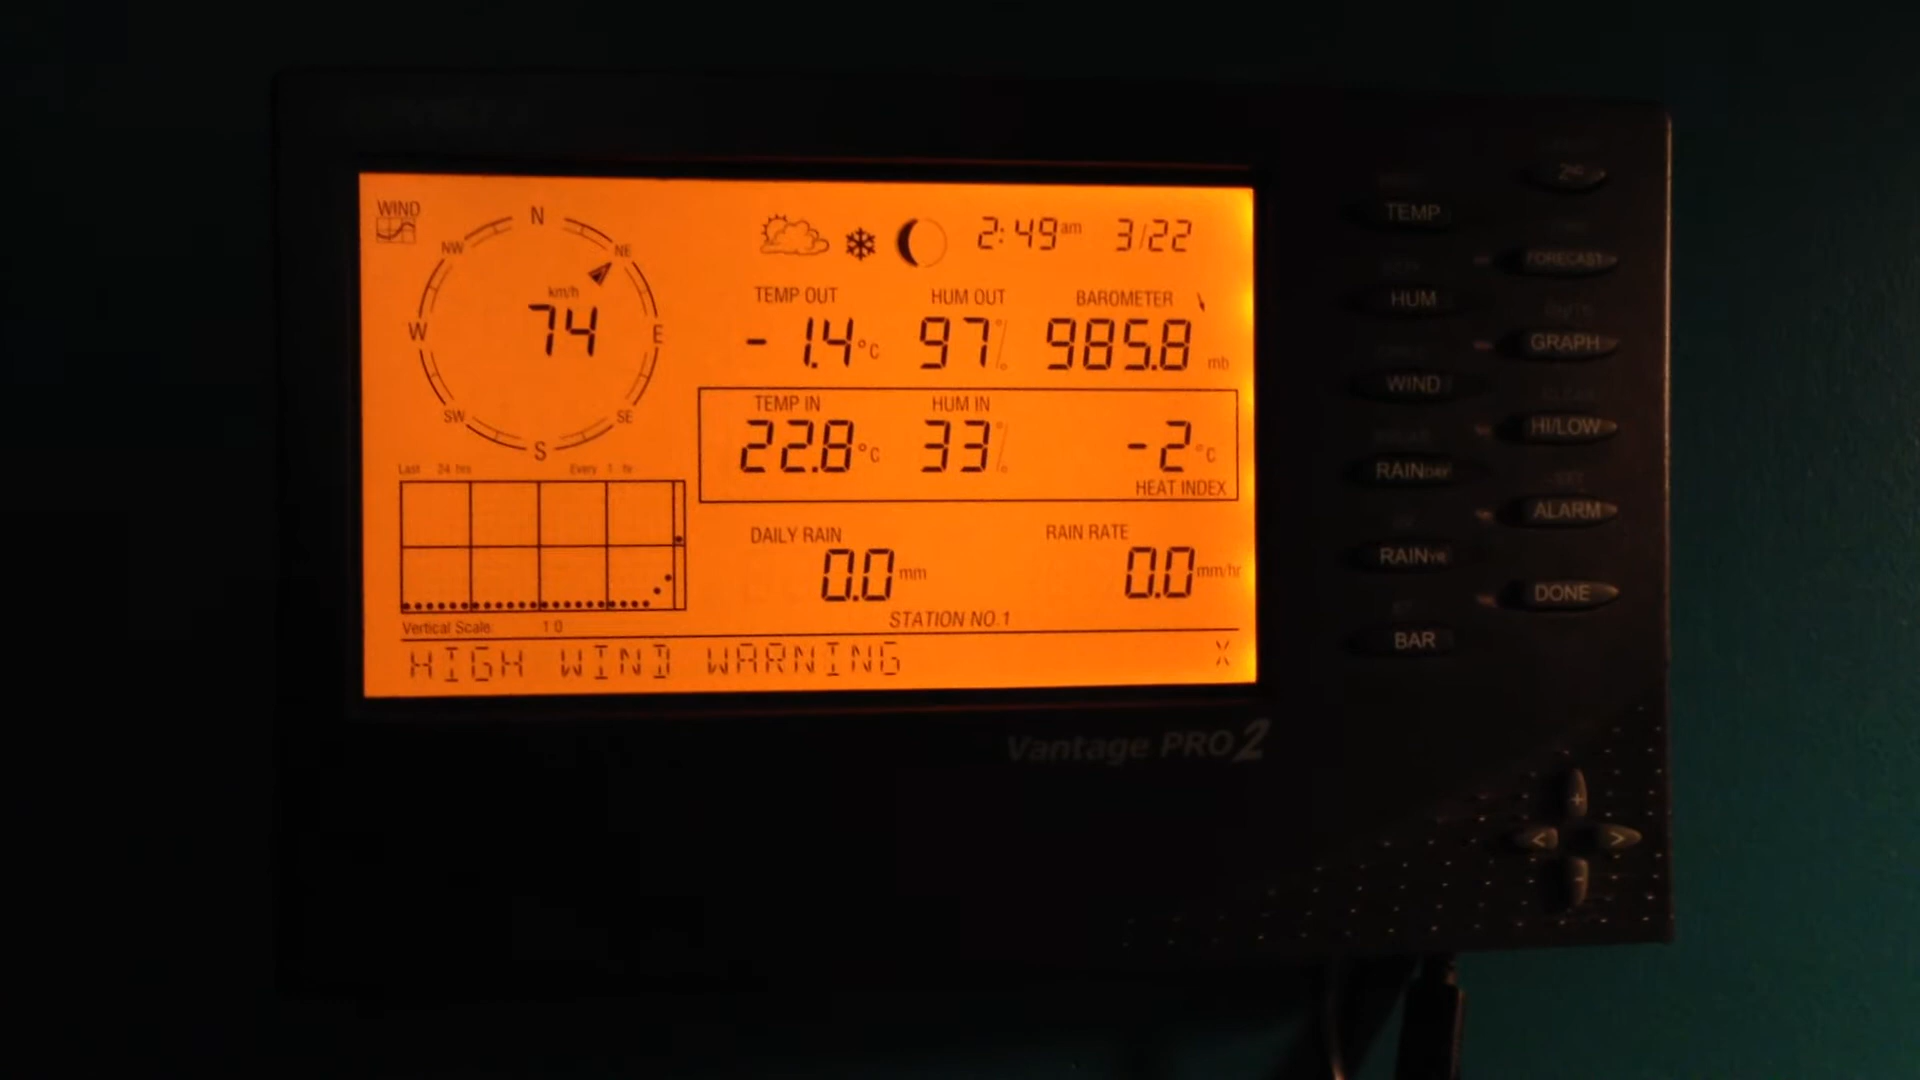 WIND
N
NW NE
km/h
74
W E
SW SE
S
2:49am 3/22
TEMP OUT HUM OUT BAROMETER
-1.4°C 97% 985.8 mb
TEMP IN HUM IN
22.8°C 33% -2°C
HEAT INDEX
Last 24 hrs Every 1 hr
DAILY RAIN RAIN RATE
0.0 mm 0.0 mm/hr
STATION NO.1
Vertical Scale: 10
HIGH WIND WARNING X
Vantage PRO2
TEMP
HUM
WIND
RAINDAY
RAINYR
BAR
2ND
FORECAST
GRAPH
HI/LOW
ALARM
DONE
+
< >
-